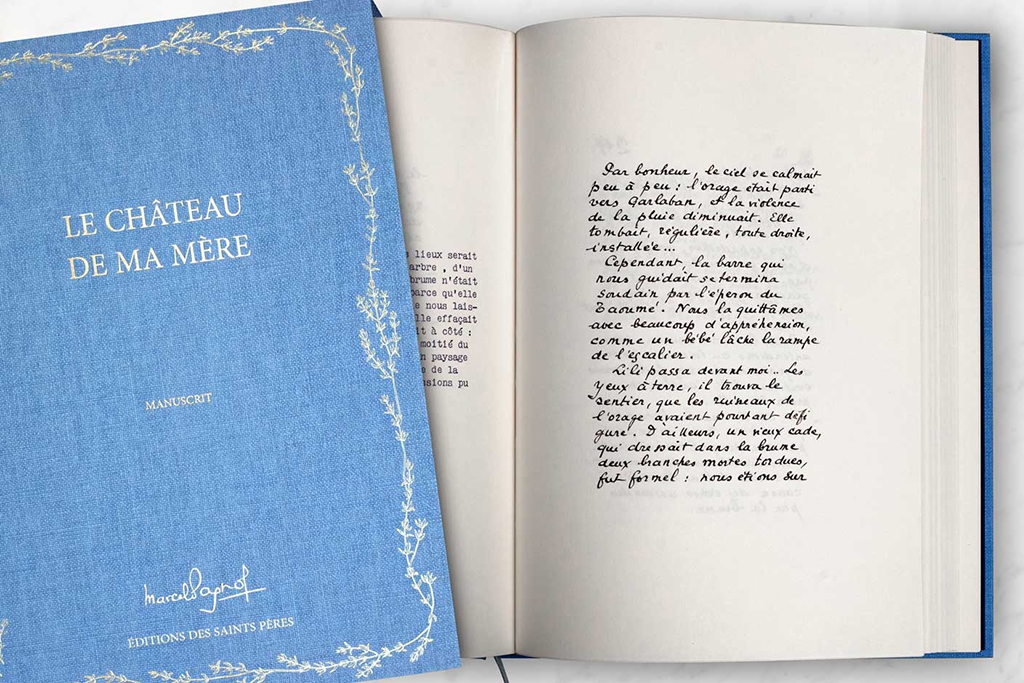 LE CHÂTEAU
DE MA MÈRE
MANUSCRIT
Marcel Pagnol
ÉDITIONS DES SAINTS PÈRES
lieux serait
arbre , d'un
brume n'était
parce qu'elle
e nous lais-
lle effaçait
it à côté :
moitié du
n paysage
e de la
sions pu
Par bonheur, le ciel se calmait
peu à peu : l'orage était parti
vers Garlaban, et la violence
de la pluie diminuait. Elle
tombait, régulière, toute droite,
installée...
Cependant, la barre qui
nous guidait se termina
soudain par l'éperon du
Taoumé. Nous la quittâmes
avec beaucoup d'appréhension,
comme un bébé lâche la rampe
de l'escalier.
Lili passa devant moi.. Les
yeux à terre, il trouva le
sentier, que les ruineaux de
l'orage avaient pourtant défi
guré. D'ailleurs, un vieux cade,
qui dressait dans la brume
deux branches mortes tordues,
fut formel : nous étions sur